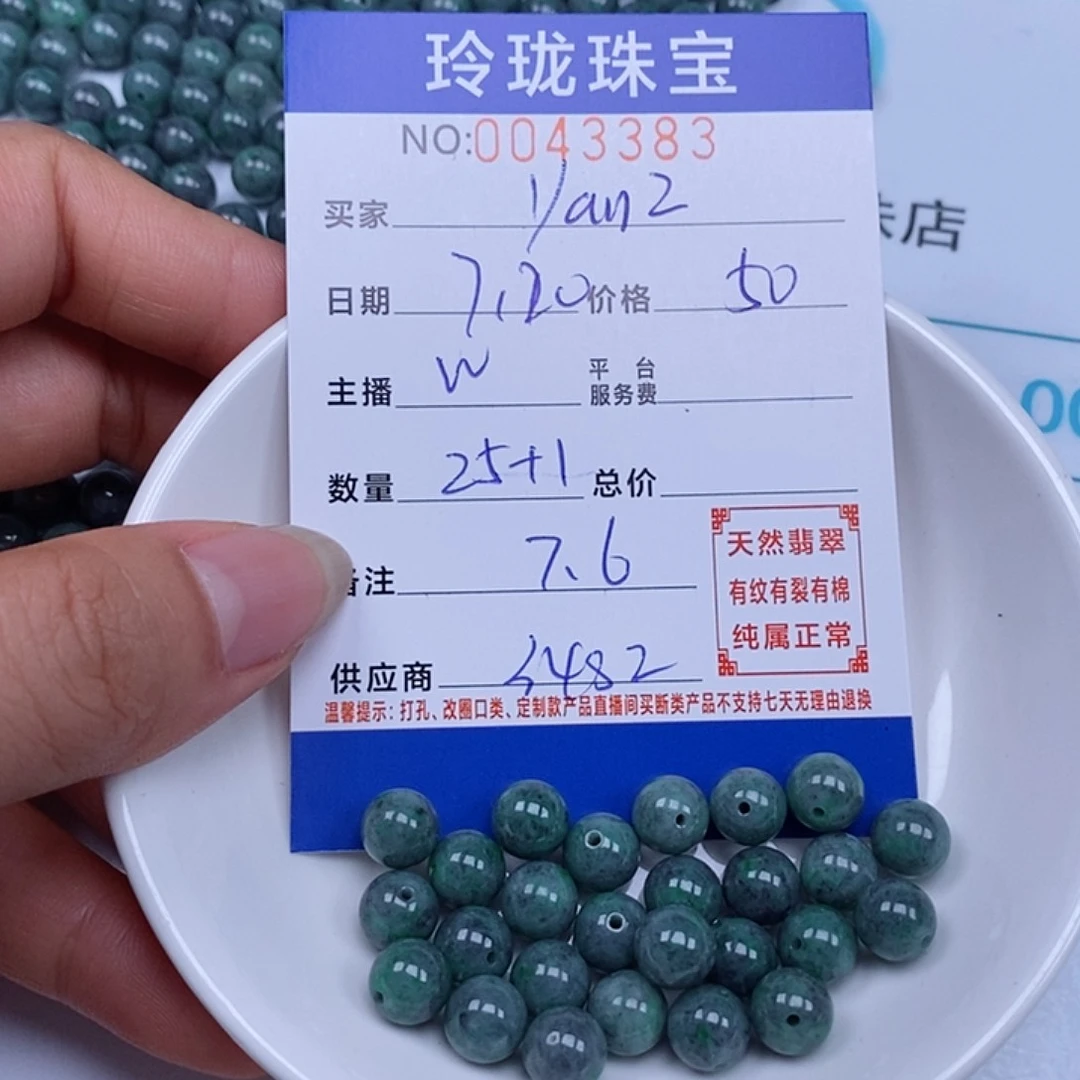 玲珑珠宝
NO:0043383
买家 Yan2
日期 7.20 价格 50
主播 W 平台服务费
数量 25+1 总价
备注 7.6
天然翡翠
有纹有裂有棉
纯属正常
供应商
温馨提示：打孔、改圈口类、定制款产品直播间买断类产品不支持七天无理由退换
店